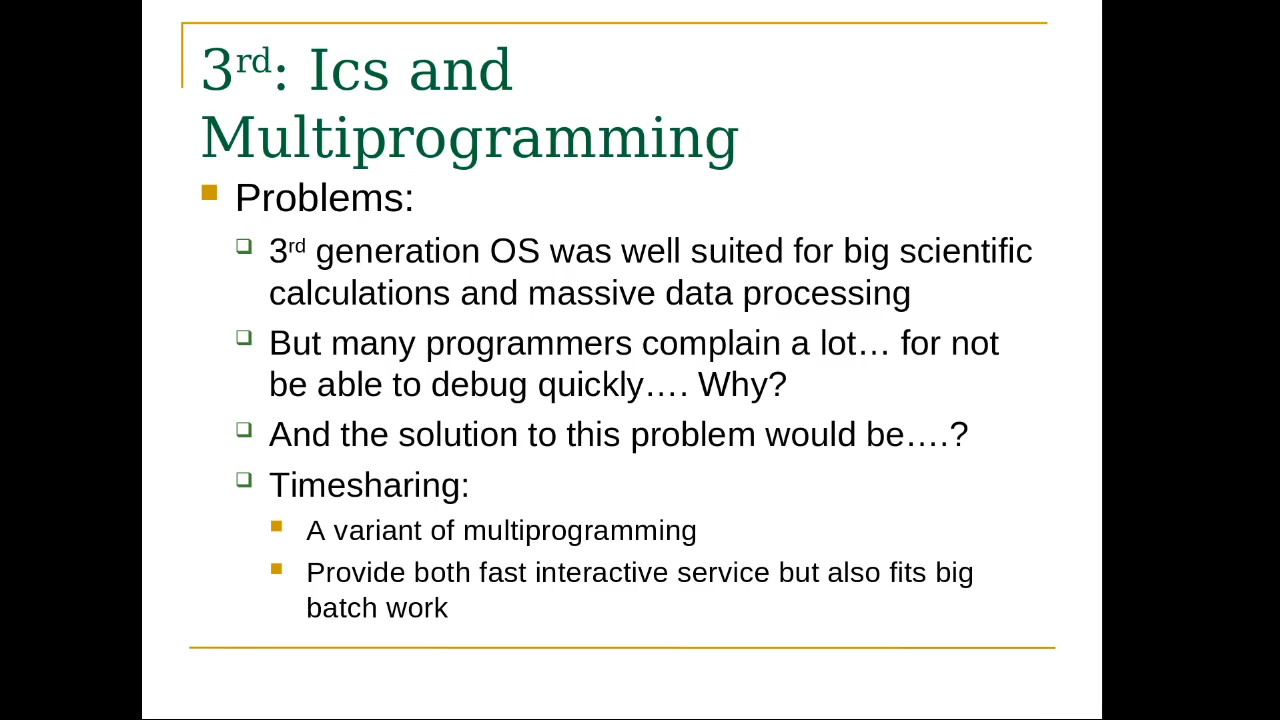 3rd: Ics and
Multiprogramming
Problems:
3rd generation OS was well suited for big scientific
calculations and massive data processing
But many programmers complain a lot… for not
be able to debug quickly…. Why?
And the solution to this problem would be….?
Timesharing:
A variant of multiprogramming
Provide both fast interactive service but also fits big
batch work